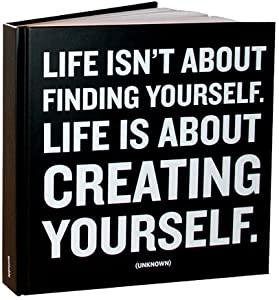 LIFE ISN'T ABOUT
FINDING YOURSELF.
LIFE IS ABOUT
CREATING
YOURSELF.
(UNKNOWN)